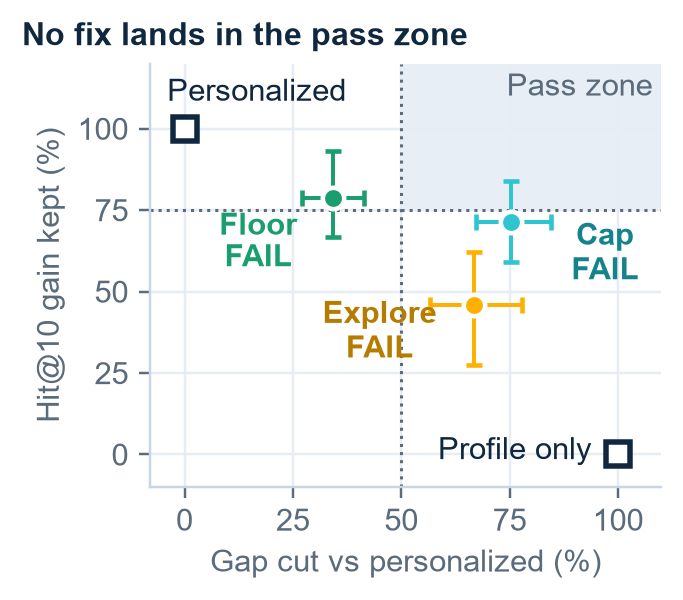 No fix lands in the pass zone
Personalized
Pass zone
100
75
50
25
0
Floor
FAIL
Cap
FAIL
Explore
FAIL
Profile only
0
25
50
75
100
Gap cut vs personalized (%)
Hit@10 gain kept (%)